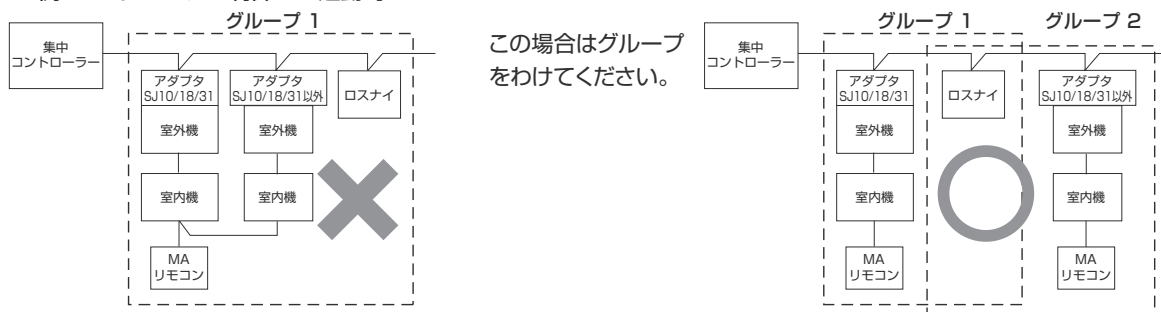 グループ 1
集中
コントローラー
アダプタ
SJ10/18/31
アダプタ
SJ10/18/31以外
ロスナイ
室外機
室外機
室内機
室内機
MA
リモコン
この場合はグループ
をわけてください。
グループ 1
グループ 2
集中
コントローラー
アダプタ
SJ10/18/31
ロスナイ
アダプタ
SJ10/18/31以外
室外機
室外機
室内機
室内機
MA
リモコン
MA
リモコン